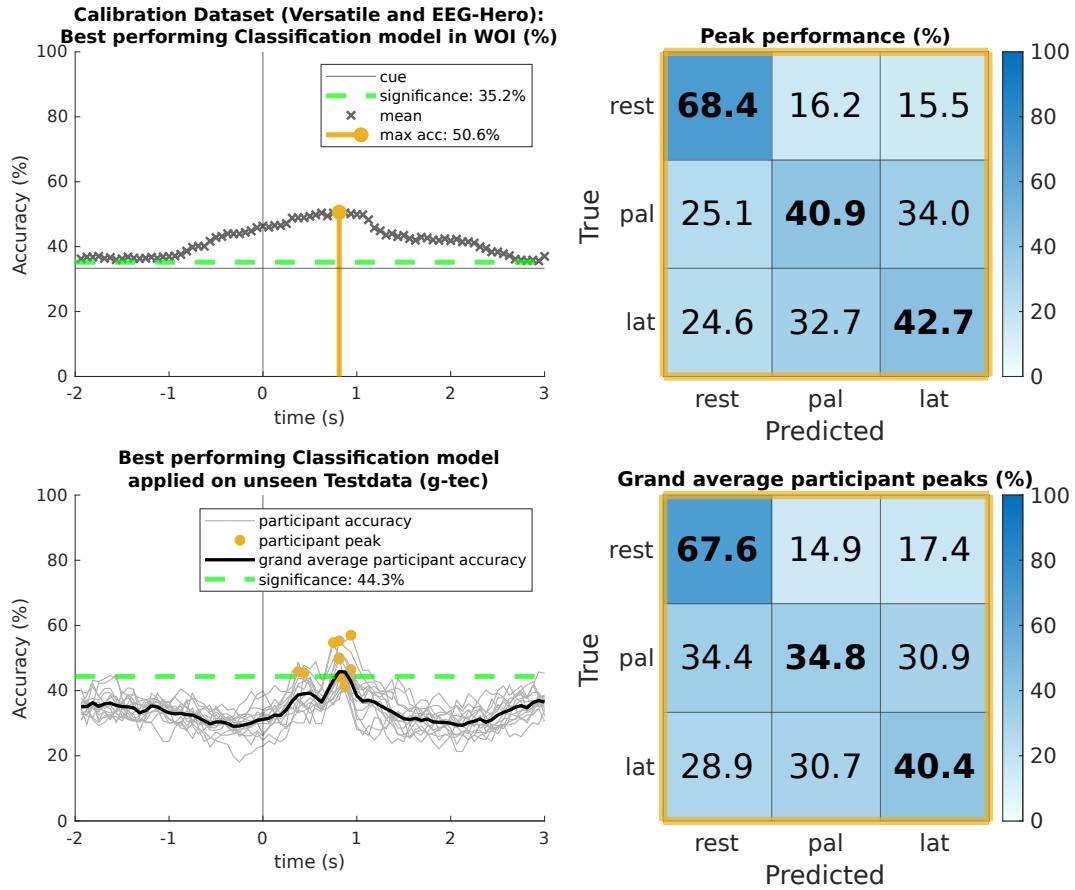 Calibration Dataset (Versatile and EEG-Hero):
Best performing Classification model in WOI (%)
100
80
60
40
20
0
Accuracy (%)
cue
significance: 35.2%
mean
max acc: 50.6%
-2
-1
0
1
2
3
time (s)
Peak performance (%)
True
rest
68.4
16.2
15.5
pal
25.1
40.9
34.0
lat
24.6
32.7
42.7
rest
pal
lat
Predicted
100
80
60
40
20
0
Best performing Classification model
applied on unseen Testdata (g-tec)
100
80
60
40
20
0
Accuracy (%)
participant accuracy
participant peak
grand average participant accuracy
significance: 44.3%
-2
-1
0
1
2
3
time (s)
Grand average participant peaks (%)
True
rest
67.6
14.9
17.4
pal
34.4
34.8
30.9
lat
28.9
30.7
40.4
rest
pal
lat
Predicted
100
80
60
40
20
0